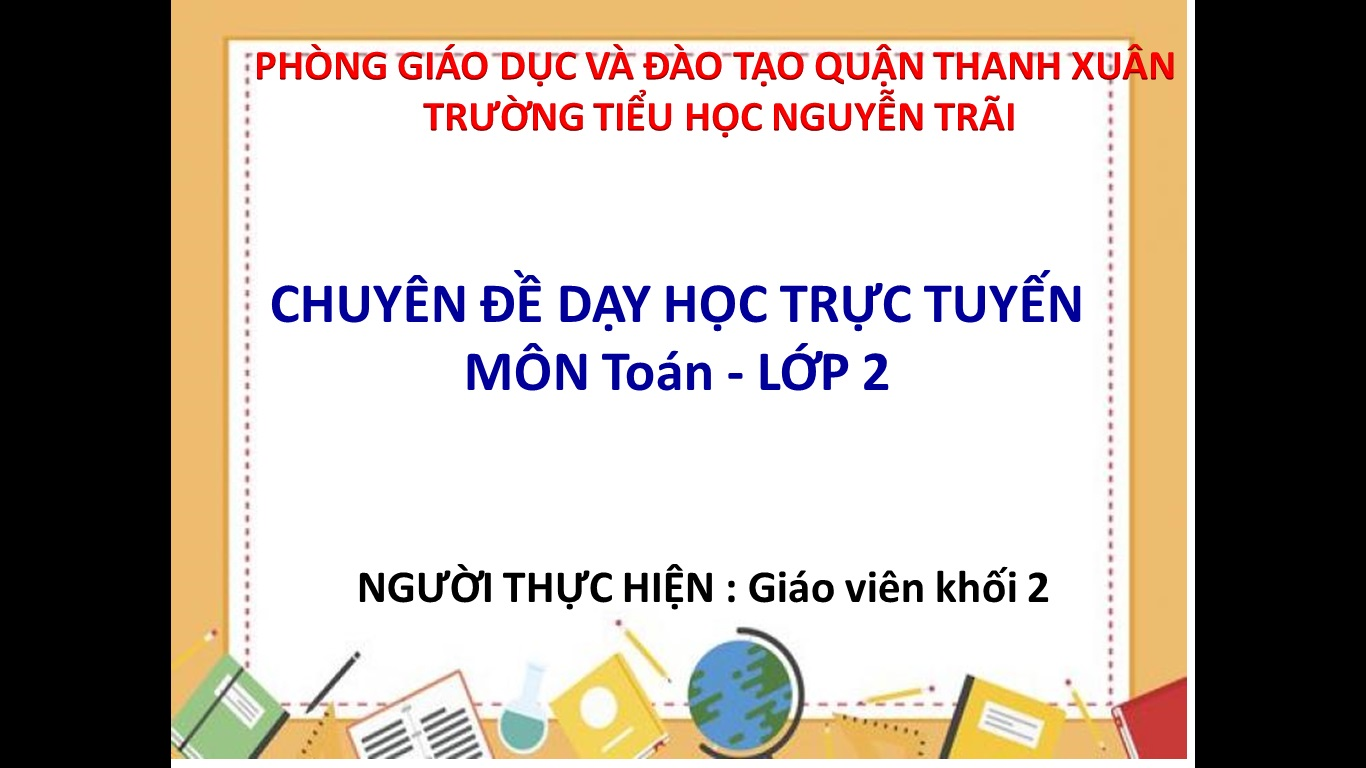 PHÒNG GIÁO DỤC VÀ ĐÀO TẠO QUẬN THANH XUÂN
TRƯỜNG TIỂU HỌC NGUYỄN TRÃI
CHUYÊN ĐỀ DẠY HỌC TRỰC TUYẾN
MÔN Toán - LỚP 2
NGƯỜI THỰC HIỆN : Giáo viên khối 2